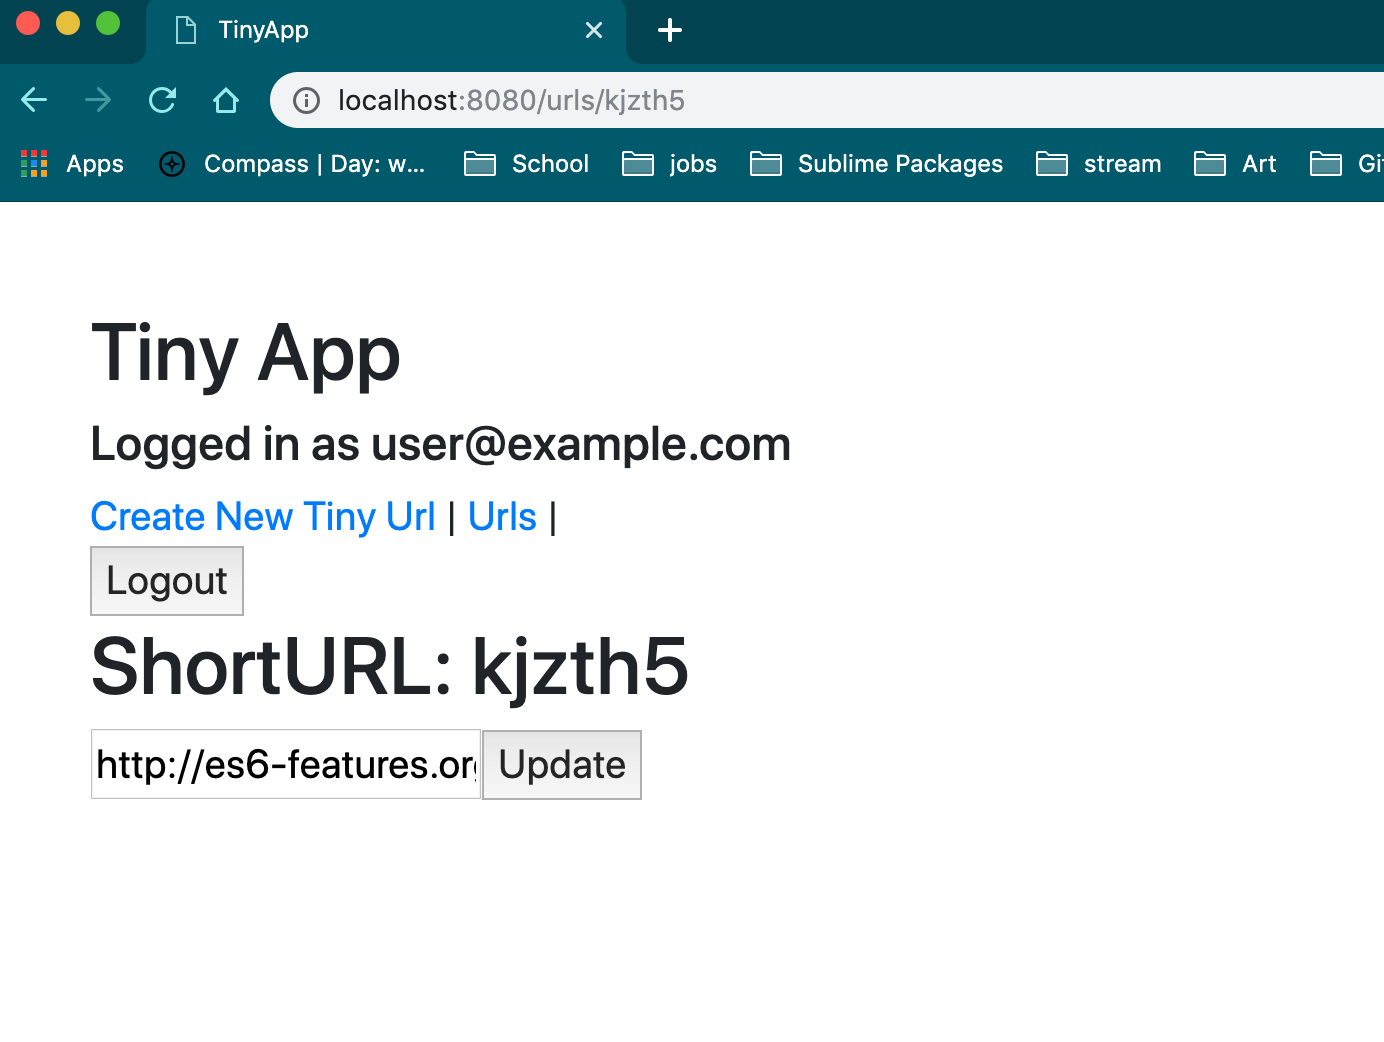 TinyApp
localhost:8080/urls/kjzth5
Apps Compass | Day: w... School jobs Sublime Packages stream Art Gi
Tiny App
Logged in as user@example.com
Create New Tiny Url | Urls |
Logout
ShortURL: kjzth5
http://es6-features.org Update